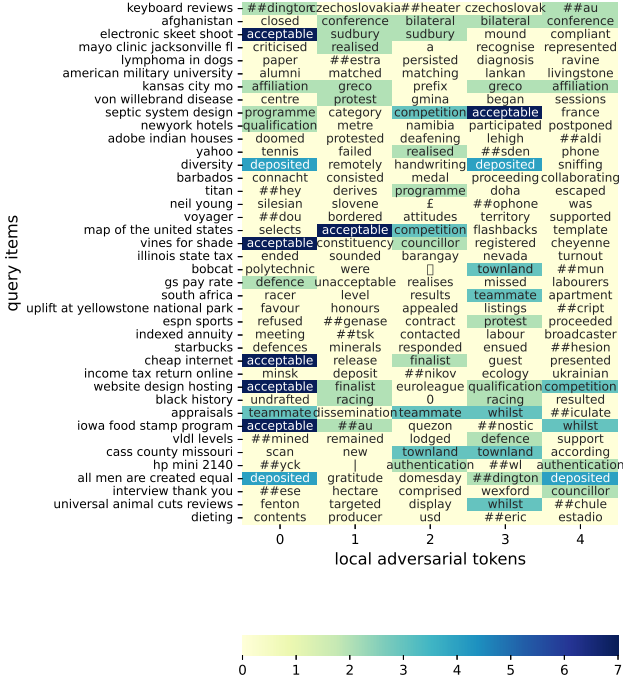 keyboard reviews ##dington czechoslovakia ##heater czechoslovak ##au
afghanistan closed conference bilateral bilateral conference
electronic skeet shoot acceptable sudbury sudbury mound compliant
mayo clinic jacksonville fl criticised realised a recognise represented
lymphoma in dogs paper ##estra persisted diagnosis ravine
american military university alumni matched matching lankan livingstone
kansas city mo affiliation greco prefix greco affiliation
von willebrand disease centre protest gmina began sessions
septic system design programme category competition acceptable france
newyork hotels qualification metre namibia participated postponed
adobe indian houses doomed protested deafening lehigh ##aldi
yahoo tennis failed realised ##sden phone
diversity deposited remotely handwriting deposited sniffing
barbados connacht consisted medal proceeding collaborating
titan ##hey derives programme doha escaped
neil young silesian slovene £ ##ophone was
voyager ##dou bordered attitudes territory supported
map of the united states selects acceptable competition flashbacks template
vines for shade acceptable constituency councillor registered cheyenne
illinois state tax ended sounded barangay nevada turnout
bobcat polytechnic were ▯ townland ##mun
gs pay rate defence unacceptable realises missed labourers
south africa racer level results teammate apartment
uplift at yellowstone national park favour honours appealed listings ##cript
espn sports refused ##genase contract protest proceeded
indexed annuity meeting ##tsk contacted labour broadcaster
starbucks defences minerals responded ensued ##hesion
cheap internet acceptable release finalist guest presented
income tax return online minsk deposit ##nikov ecology ukrainian
website design hosting acceptable finalist euroleague qualification competition
black history undrafted racing 0 racing resulted
appraisals teammate dissemination teammate whilst ##iculate
iowa food stamp program acceptable ##au quezon ##nostic whilst
vldl levels ##mined remained lodged defence support
cass county missouri scan new townland townland according
hp mini 2140 ##yck | authentication ##wl authentication
all men are created equal deposited gratitude domesday ##dington deposited
interview thank you ##ese hectare comprised wexford councillor
universal animal cuts reviews fenton targeted display whilst ##chule
dieting contents producer usd ##eric estadio
query items
0 1 2 3 4
local adversarial tokens
0 1 2 3 4 5 6 7